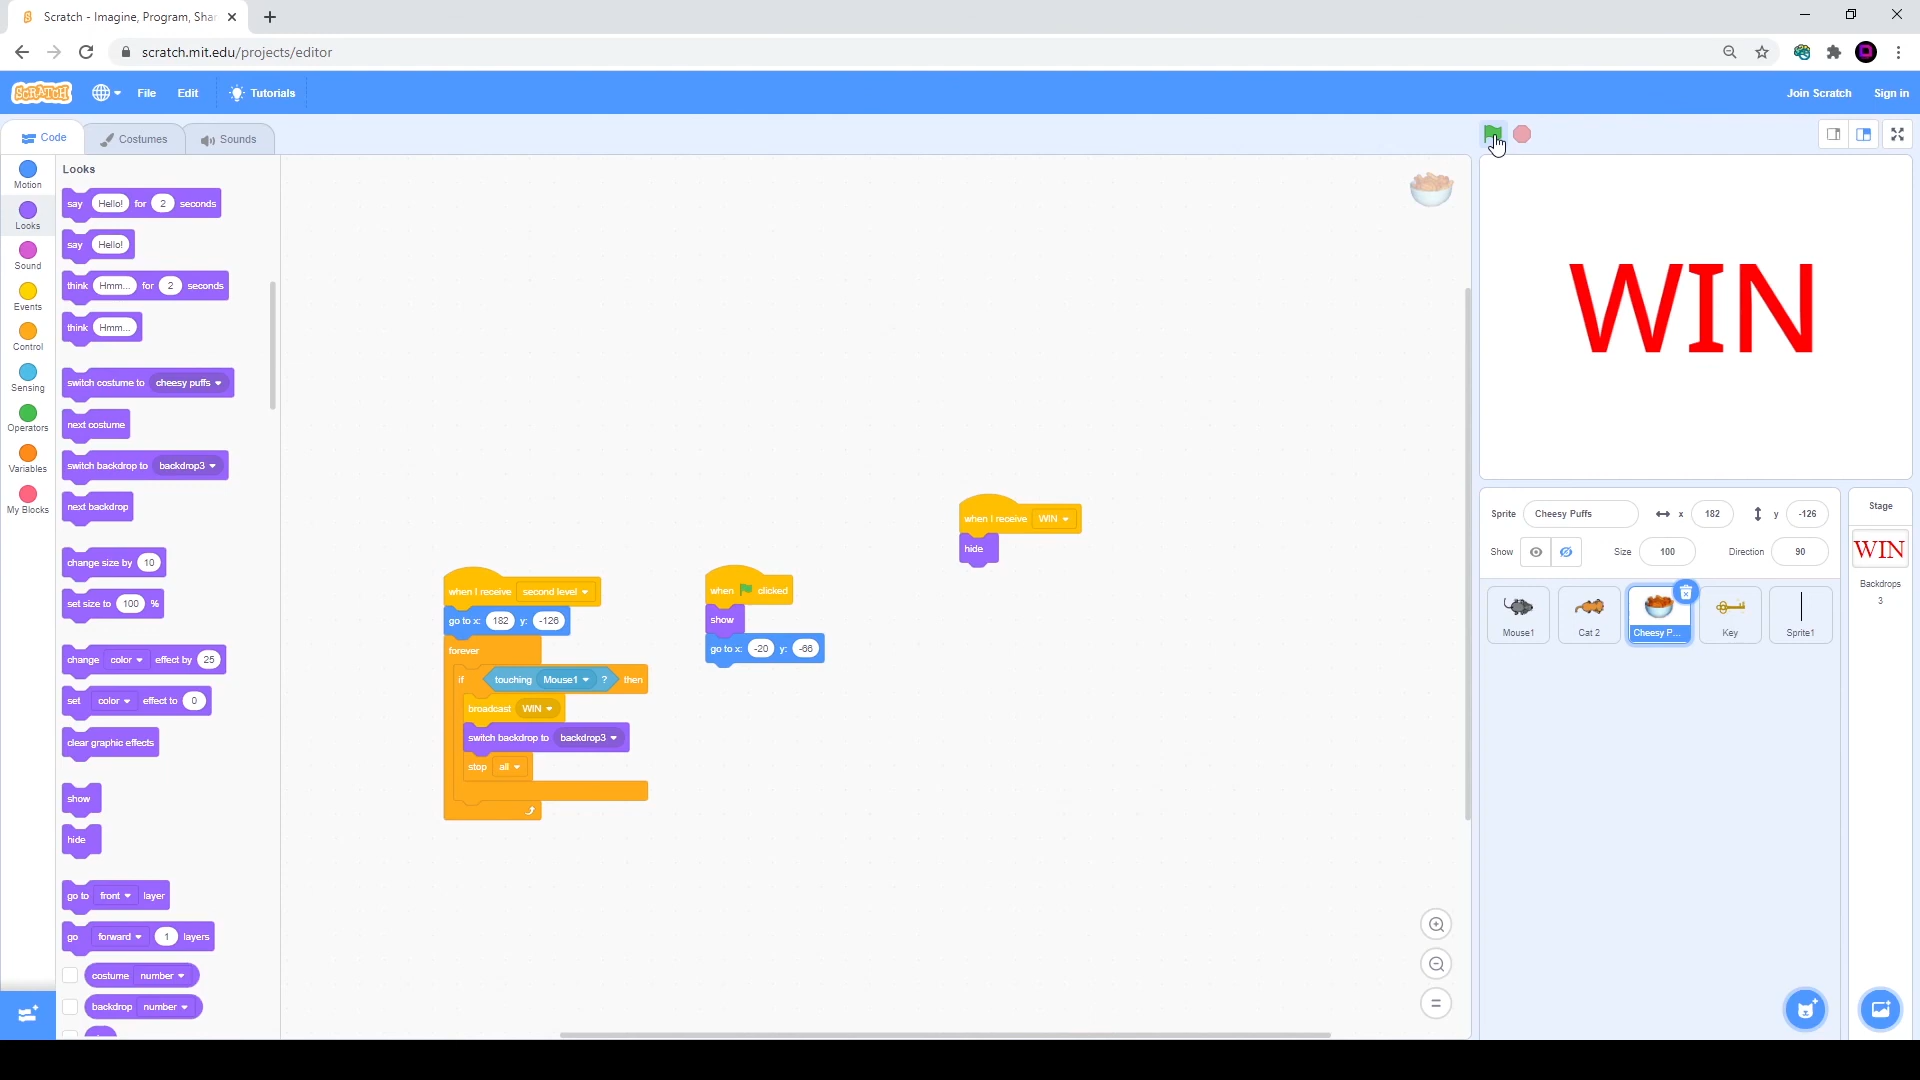 Scratch - Imagine, Program, Shar
scratch.mit.edu/projects/editor
SCRATCH
File
Edit
Tutorials
Join Scratch
Sign in
Code
Costumes
Sounds
Motion
Looks
Sound
Events
Control
Sensing
Operators
Variables
My Blocks
Looks
say Hello! for 2 seconds
say Hello!
think Hmm... for 2 seconds
think Hmm...
switch costume to cheesy puffs
next costume
switch backdrop to backdrop3
next backdrop
change size by 10
set size to 100 %
change color effect by 25
set color effect to 0
clear graphic effects
show
hide
go to front layer
go forward 1 layers
costume number
backdrop number
when I receive second level
go to x: 182 y: -126
forever
if touching Mouse1 ? then
broadcast WIN
switch backdrop to backdrop3
stop all
when clicked
show
go to x: -20 y: -66
when I receive WIN
hide
WIN
Sprite Cheesy Puffs x 182 y -126
Show Size 100 Direction 90
Mouse1
Cat 2
Cheesy P...
Key
Sprite1
Stage
WIN
Backdrops
3